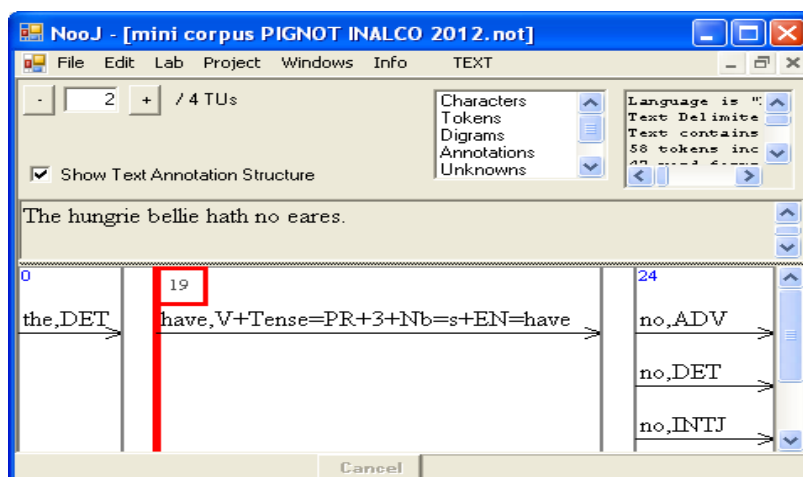 NooJ - [mini corpus PIGNOT INALCO 2012.not]
File Edit Lab Project Windows Info TEXT
- 2 + / 4 TUs
Characters
Tokens
Digrams
Annotations
Unknowns
Language is "
Text Delimite
Text contains
58 tokens inc
Show Text Annotation Structure
The hungrie bellie hath no eares.
0 19 24
the,DET have,V+Tense=PR+3+Nb=s+EN=have no,ADV
no,DET
no,INTJ
Cancel